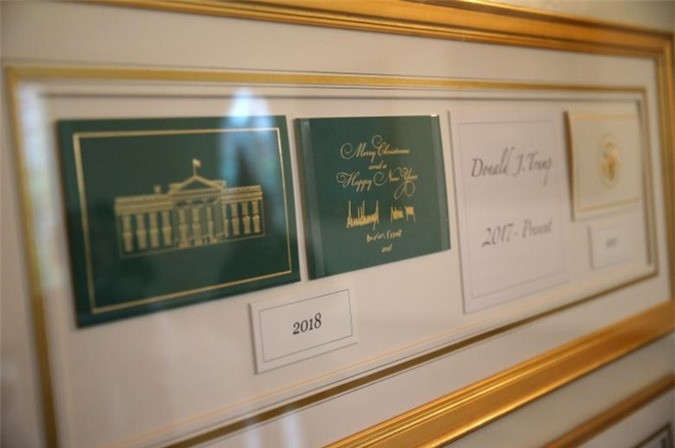 Merry Christmas
and a
Happy New Year
2018
Donald J. Trump
2017 - Present